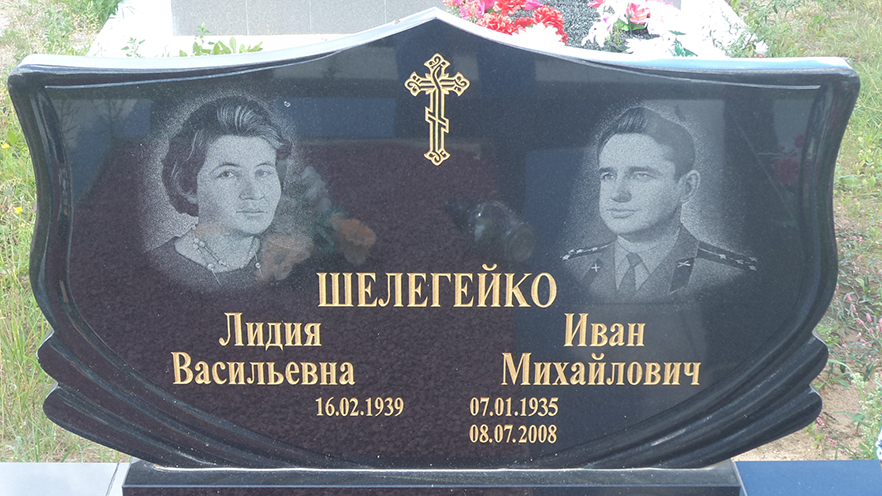 ШЕЛЕГЕЙКО
Лидия
Васильевна
16.02.1939
Иван
Михайлович
07.01.1935
08.07.2008